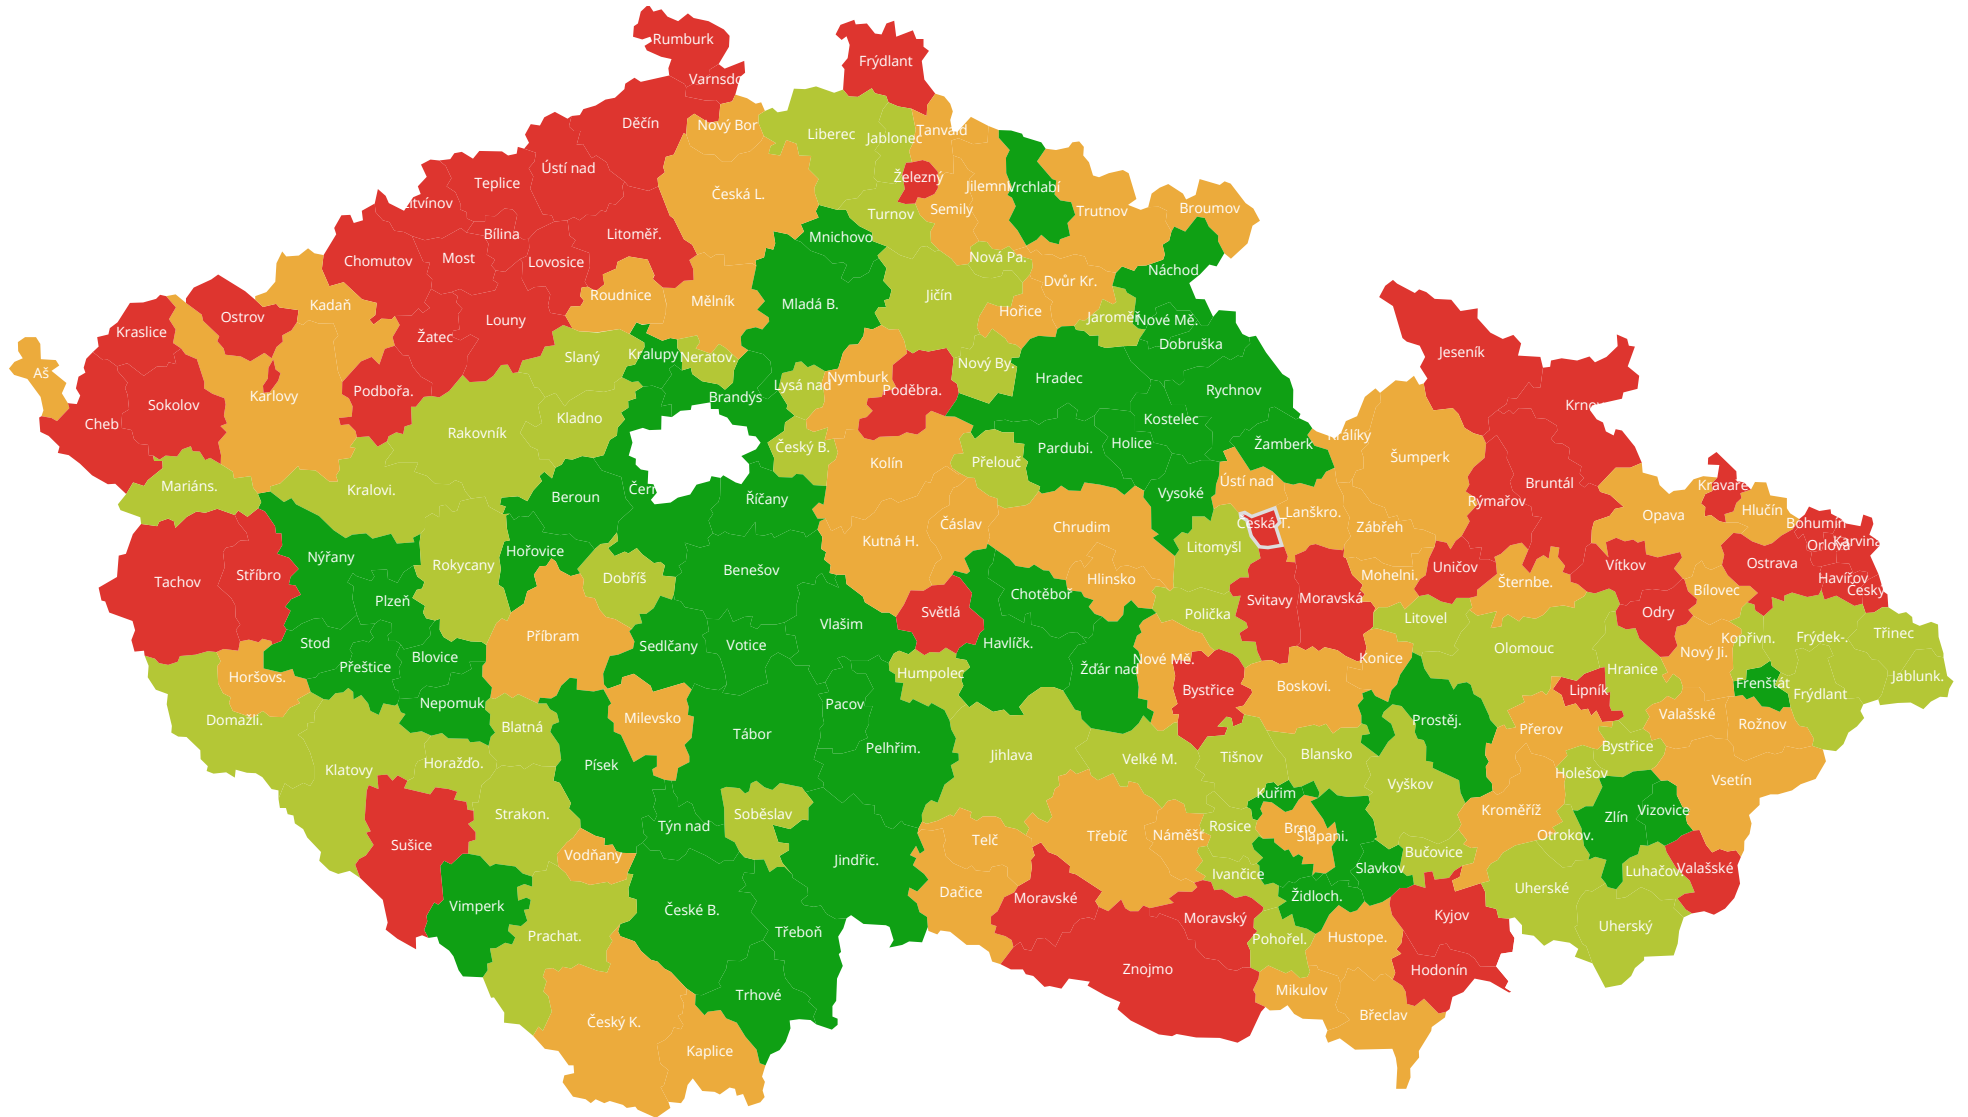 Rumburk
Varnsdo
Frýdlant
Děčín
Nový Bor
Liberec
Jablonec
Tanvald
Ústí nad
Teplice
Litvínov
Česká L.
Železný
Jilemni
Vrchlabí
Semily
Turnov
Trutnov
Broumov
Bílina
Litoměř.
Mnichovo
Chomutov
Most
Lovosice
Nová Pa.
Náchod
Dvůr Kr.
Kadaň
Roudnice
Mělník
Mladá B.
Jičín
Hořice
Jaroměř
Nové Mě.
Ostrov
Louny
Kraslice
Žatec
Dobruška
Slaný
Kralupy
Neratov.
Nový By.
Jeseník
Aš
Hradec
Lysá nad
Nymburk
Poděbra.
Rychnov
Podbořa.
Karlovy
Brandýs
Sokolov
Krnov
Cheb
Kladno
Kostelec
Rakovník
Holice
Žamberk
Králíky
Český B.
Pardubi.
Kolín
Přelouč
Šumperk
Ústí nad
Bruntál
Mariáns.
Kralovi.
Beroun
Čern
Říčany
Vysoké
Kravaře
Rýmařov
Lanškro.
Hlučín
Opava
Česká T.
Bohumín
Čáslav
Chrudim
Zábřeh
Kutná H.
Orlová
Karviná
Litomyšl
Hořovice
Nýřany
Ostrava
Rokycany
Vítkov
Uničov
Stříbro
Tachov
Dobříš
Benešov
Hlinsko
Mohelni.
Šternbe.
Havířov
Český
Bílovec
Chotěboř
Plzeň
Svitavy
Moravská
Světlá
Odry
Polička
Litovel
Vlašim
Příbram
Třinec
Frýdek-.
Kopřivn.
Stod
Havlíčk.
Sedlčany
Votice
Olomouc
Nový Ji.
Blovice
Konice
Přeštice
Žďár nad
Nové Mě.
Hranice
Humpolec
Horšovs.
Jablunk.
Frenštát
Boskovi.
Bystřice
Lipník
Frýdlant
Nepomuk
Pacov
Valašské
Domažli.
Milevsko
Prostěj.
Rožnov
Blatná
Přerov
Tábor
Pelhřim.
Bystřice
Jihlava
Blansko
Tišnov
Velké M.
Horažďo.
Písek
Klatovy
Holešov
Vsetín
Vyškov
Kuřim
Strakon.
Soběslav
Kroměříž
Vizovice
Zlín
Týn nad
Rosice
Brno
Šlapani.
Třebíč
Náměšť
Otrokov.
Telč
Sušice
Vodňany
Jindřic.
Bučovice
Slavkov
Valašské
Luhačov.
Ivančice
Uherské
Dačice
Moravské
Židloch.
Vimperk
České B.
Kyjov
Moravský
Uherský
Třeboň
Prachat.
Pohořel.
Hustope.
Znojmo
Hodonín
Mikulov
Trhové
Břeclav
Český K.
Kaplice